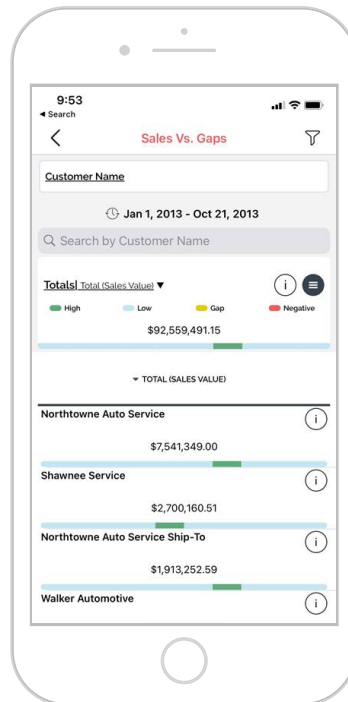 9:53
◄ Search
Sales Vs. Gaps
Customer Name
Jan 1, 2013 - Oct 21, 2013
Search by Customer Name
Totals| Total (Sales Value) ▼
i
High Low Gap Negative
$92,559,491.15
TOTAL (SALES VALUE)
Northtowne Auto Service
i
$7,541,349.00
Shawnee Service
i
$2,700,160.51
Northtowne Auto Service Ship-To
i
$1,913,252.59
Walker Automotive
i